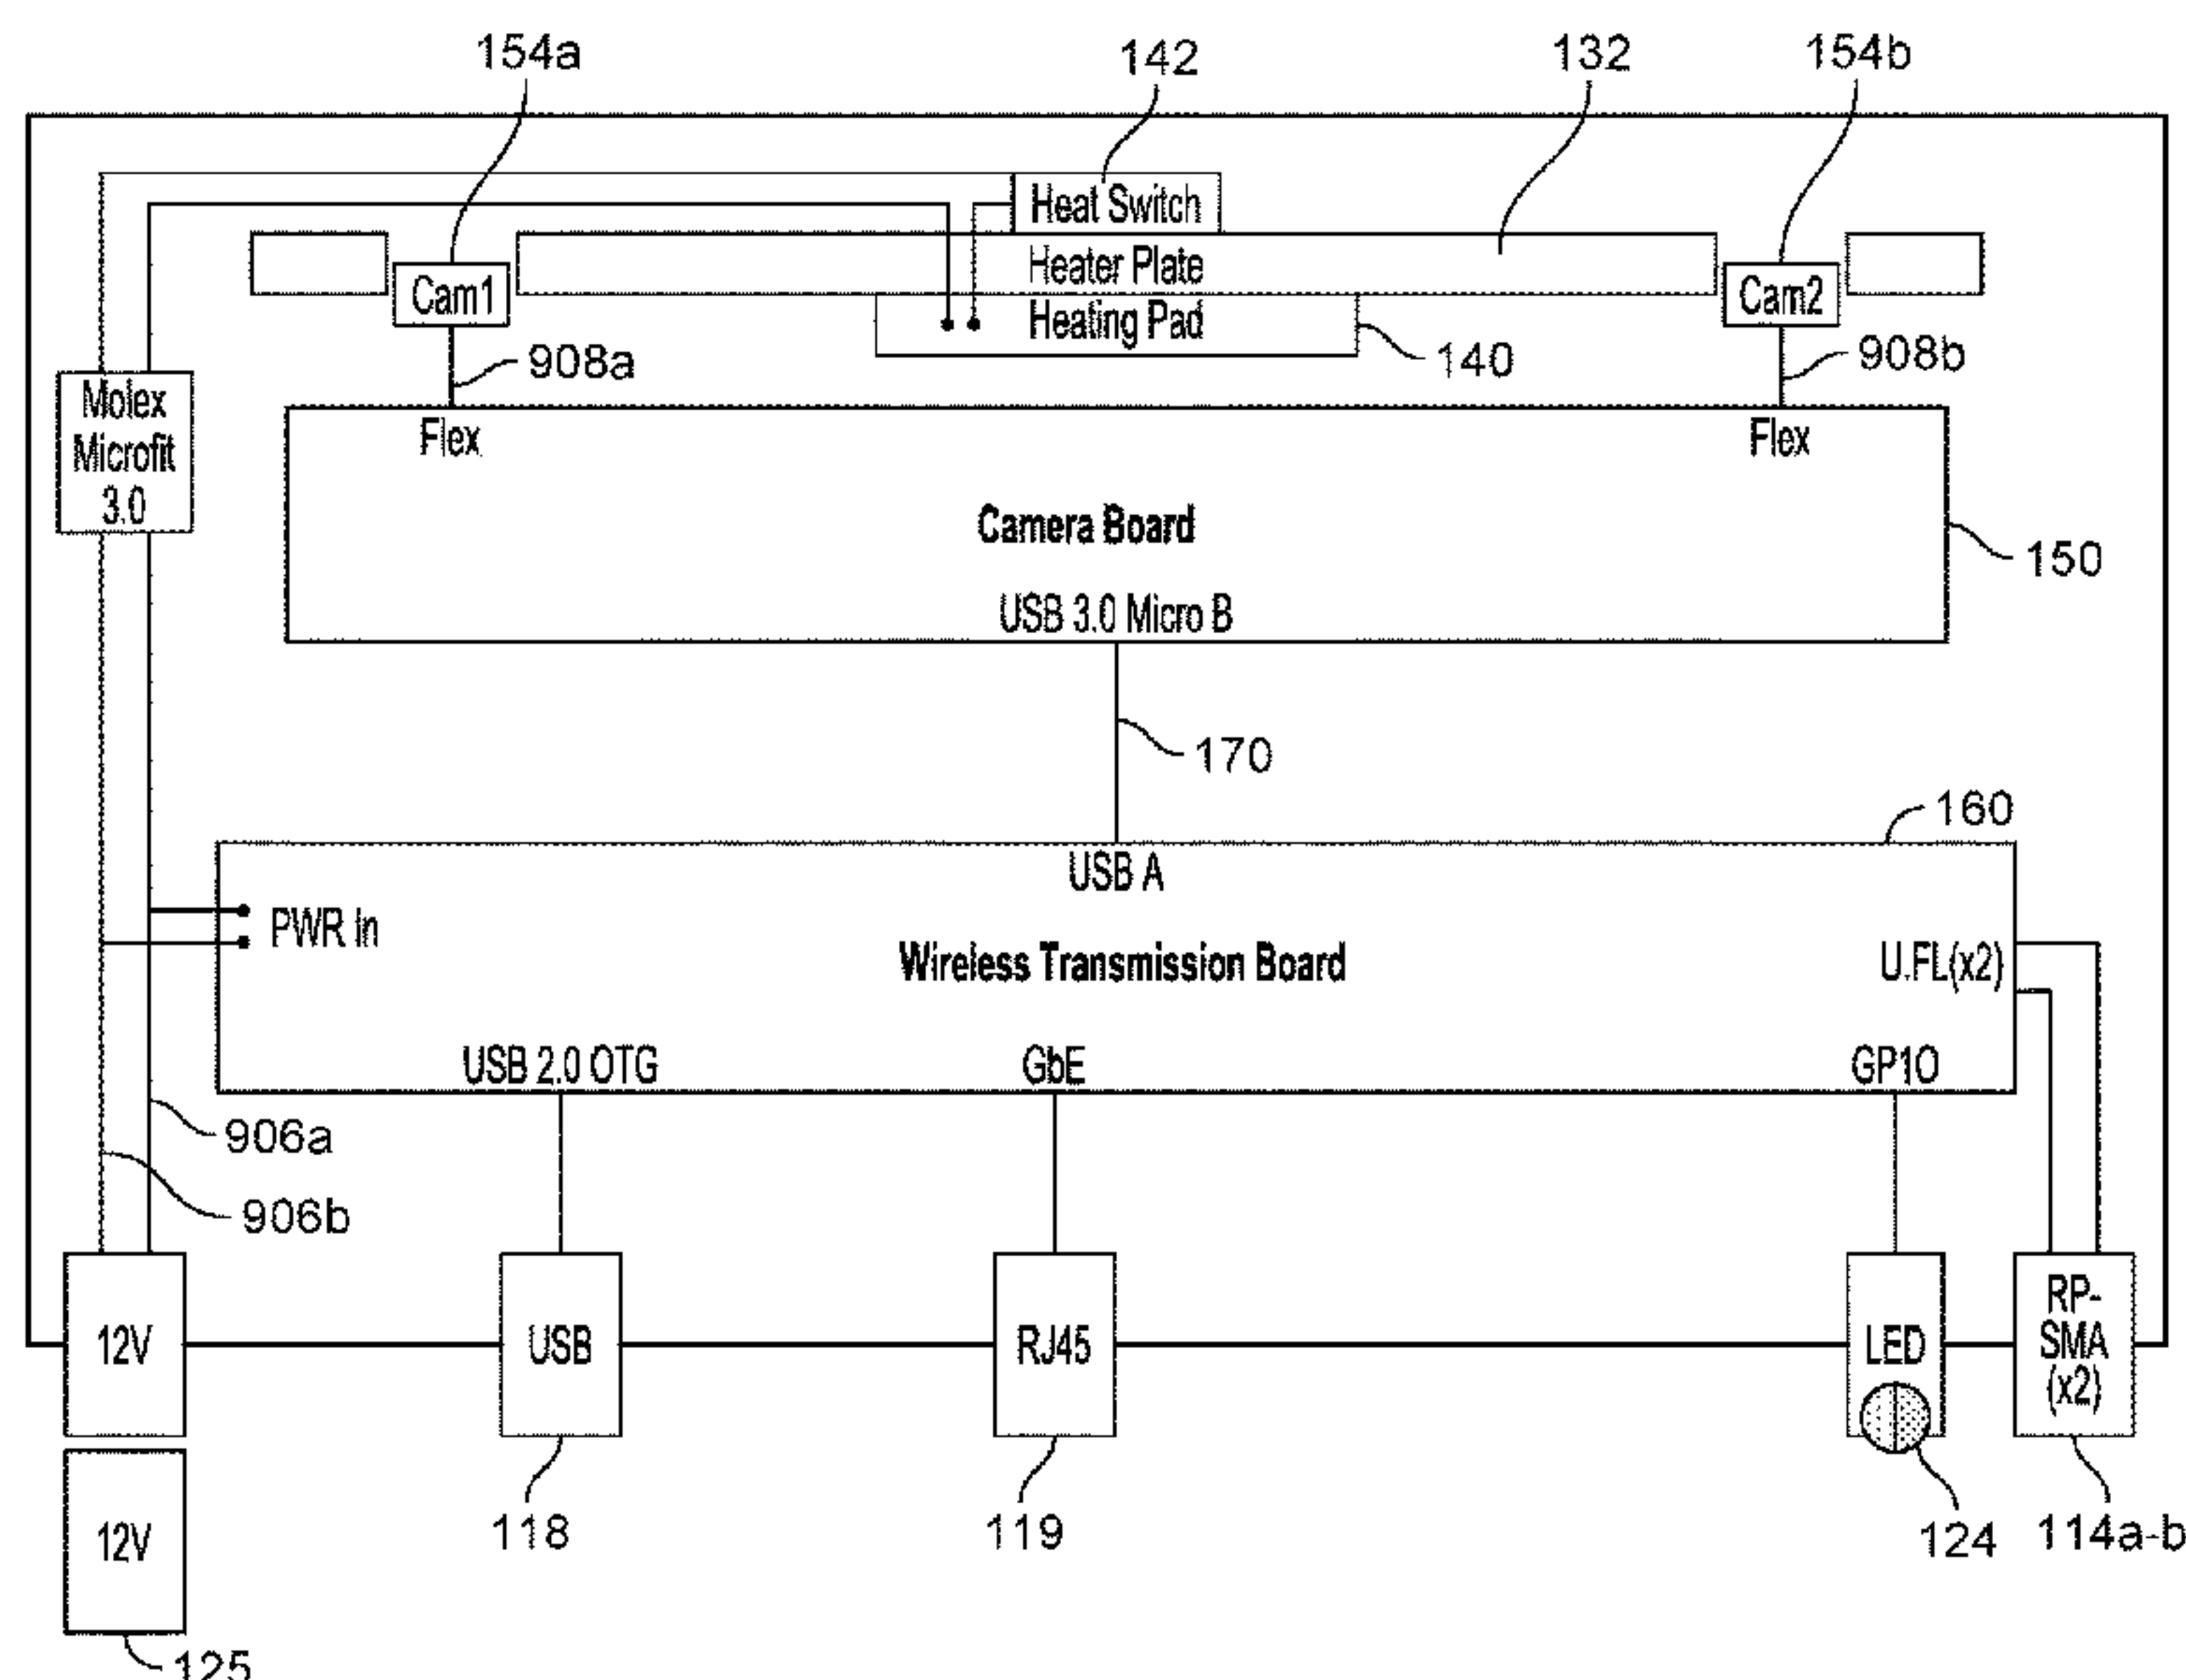 154a
142
132
154b
Heat Switch
Heater Plate
Cam1
Cam2
Heating Pad
908a
140
908b
Molex
Microfit
3.0
Flex
Flex
Camera Board
150
USB 3.0 Micro B
170
160
USB A
PWR In
Wireless Transmission Board
U.FL(x2)
USB 2.0 OTG
GbE
GP1O
906a
906b
12V
USB
RJ45
LED
RP-
SMA
(x2)
12V
118
119
124
114a-b
125